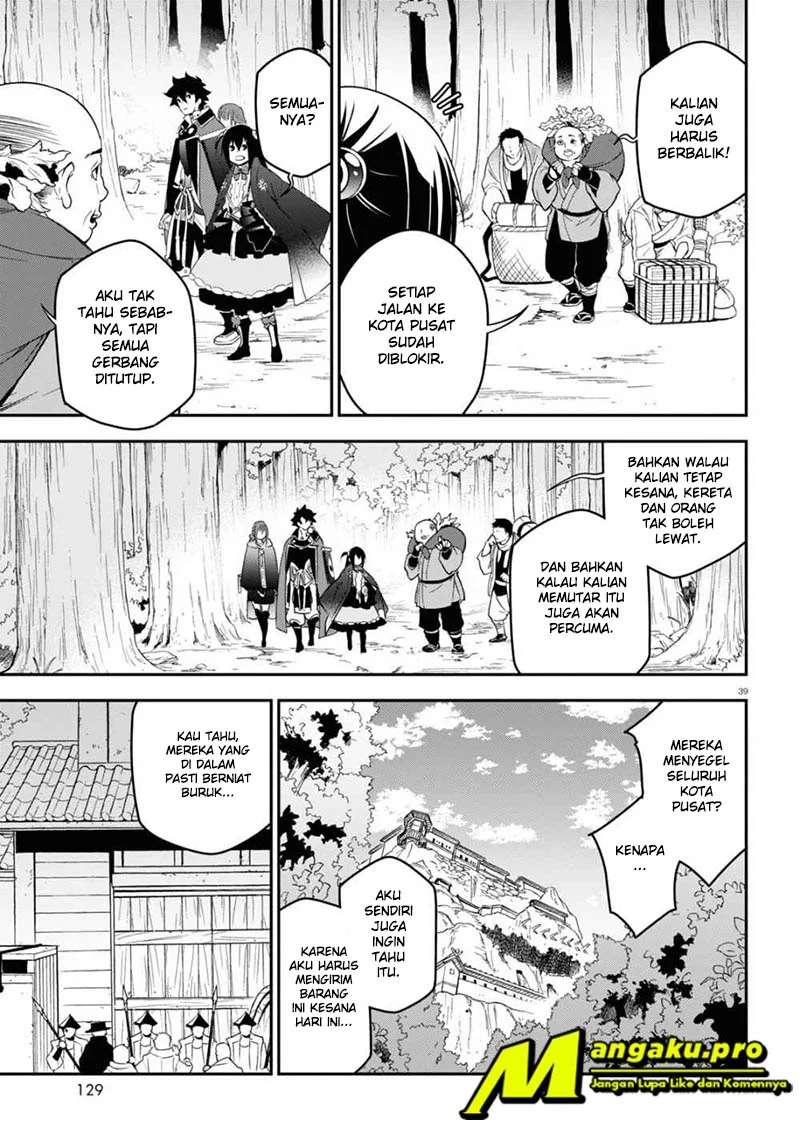 KALIAN
JUGA
HARUS
BERBALIK!
SETIAP
JALAN KE
KOTA PUSAT
SUDAH
DIBLOKIR.
SEMUA-
NYA?
AKU TAK
TAHU SEBAB-
NYA, TAPI
SEMUA
GERBANG
DITUTUP.
BAHKAN WALAU
KALIAN TETAP
KESANA, KERETA
DAN ORANG
TAK BOLEH
LEWAT.
DAN BAHKAN
KALAU KALIAN
MEMUTAR ITU
JUGA AKAN
PERCUMA.
39
MEREKA
MENYEGEL
SELURUH
KOTA
PUSAT?
KENAPA
...
AKU
SENDIRI
JUGA
INGIN
TAHU
ITU.
KARENA
AKU HARUS
MENGIRIM
BARANG
INI KESANA
HARI INI...
KAU TAHU,
MEREKA YANG
DI DALAM
PASTI BERNIAT
BURUK...
129
Mangaku.pro
Jangan Lupa Like dan Komennya